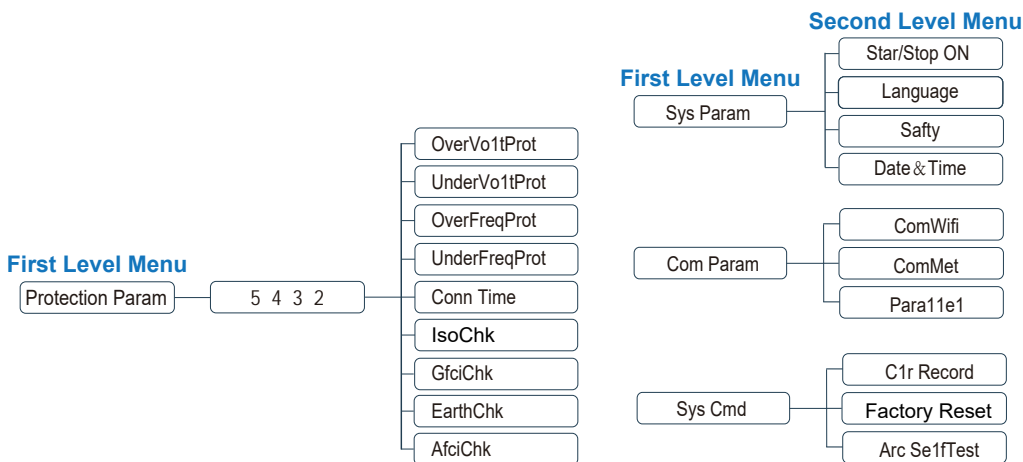 First Level Menu
Protection Param
5 4 3 2
OverVo1tProt
UnderVo1tProt
OverFreqProt
UnderFreqProt
Conn Time
IsoChk
GfciChk
EarthChk
AfciChk
Second Level Menu
First Level Menu
Sys Param
Star/Stop ON
Language
Safty
Date&Time
Com Param
ComWifi
ComMet
Para11e1
Sys Cmd
C1r Record
Factory Reset
Arc Se1fTest